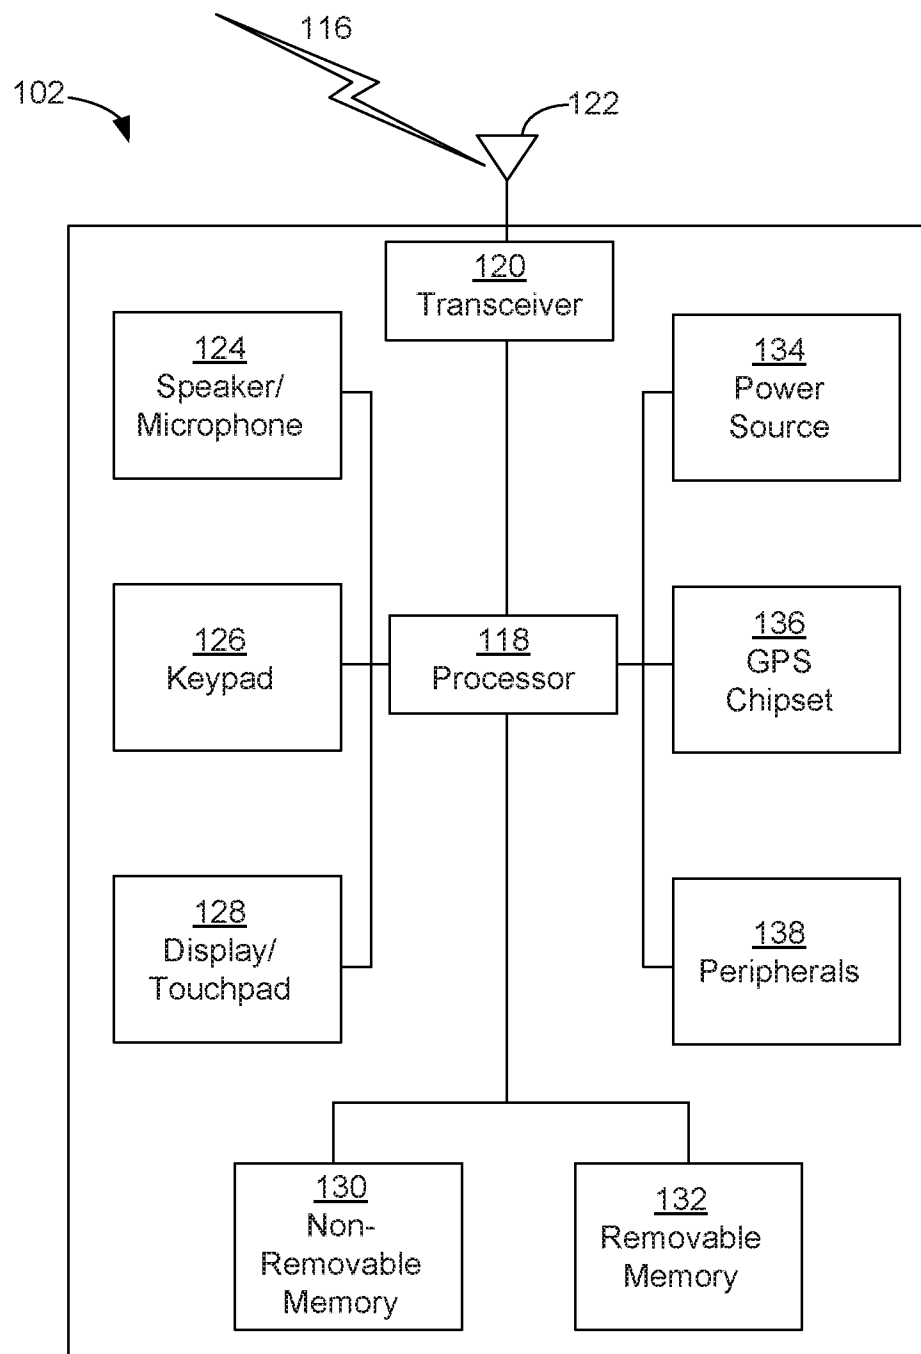 116
102
122
120
Transceiver
124
Speaker/
Microphone
134
Power
Source
126
Keypad
118
Processor
136
GPS
Chipset
128
Display/
Touchpad
138
Peripherals
130
Non-
Removable
Memory
132
Removable
Memory